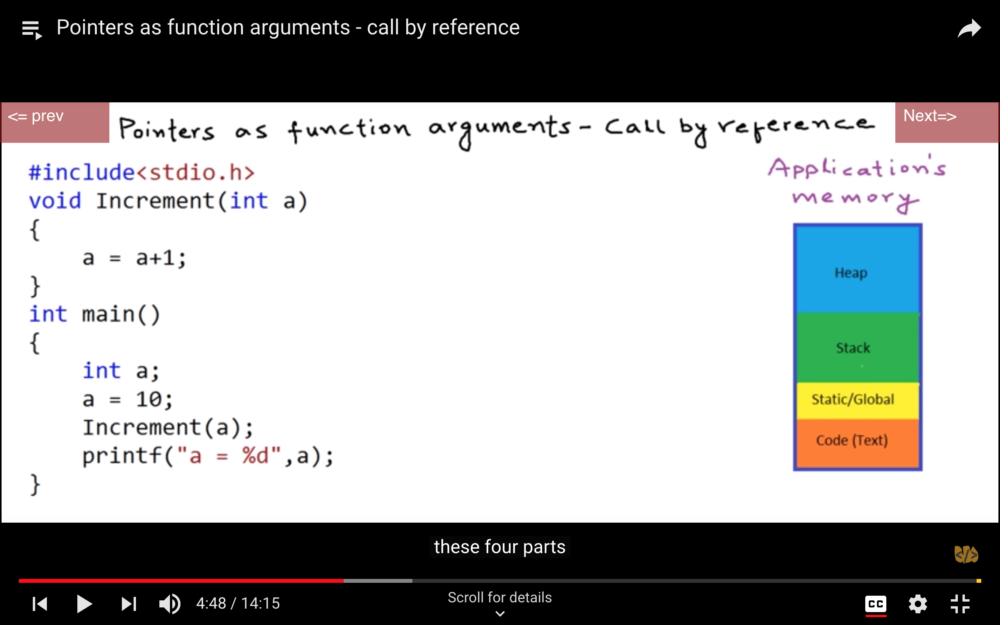 Pointers as function arguments - call by reference
<= prev
Pointers as function arguments - Call by reference
Next=>
#include<stdio.h>
void Increment(int a)
{
    a = a+1;
}
int main()
{
    int a;
    a = 10;
    Increment(a);
    printf("a = %d",a);
}
Application's
memory
Heap
Stack
Static/Global
Code (Text)
these four parts
</>
4:48 / 14:15
Scroll for details
CC